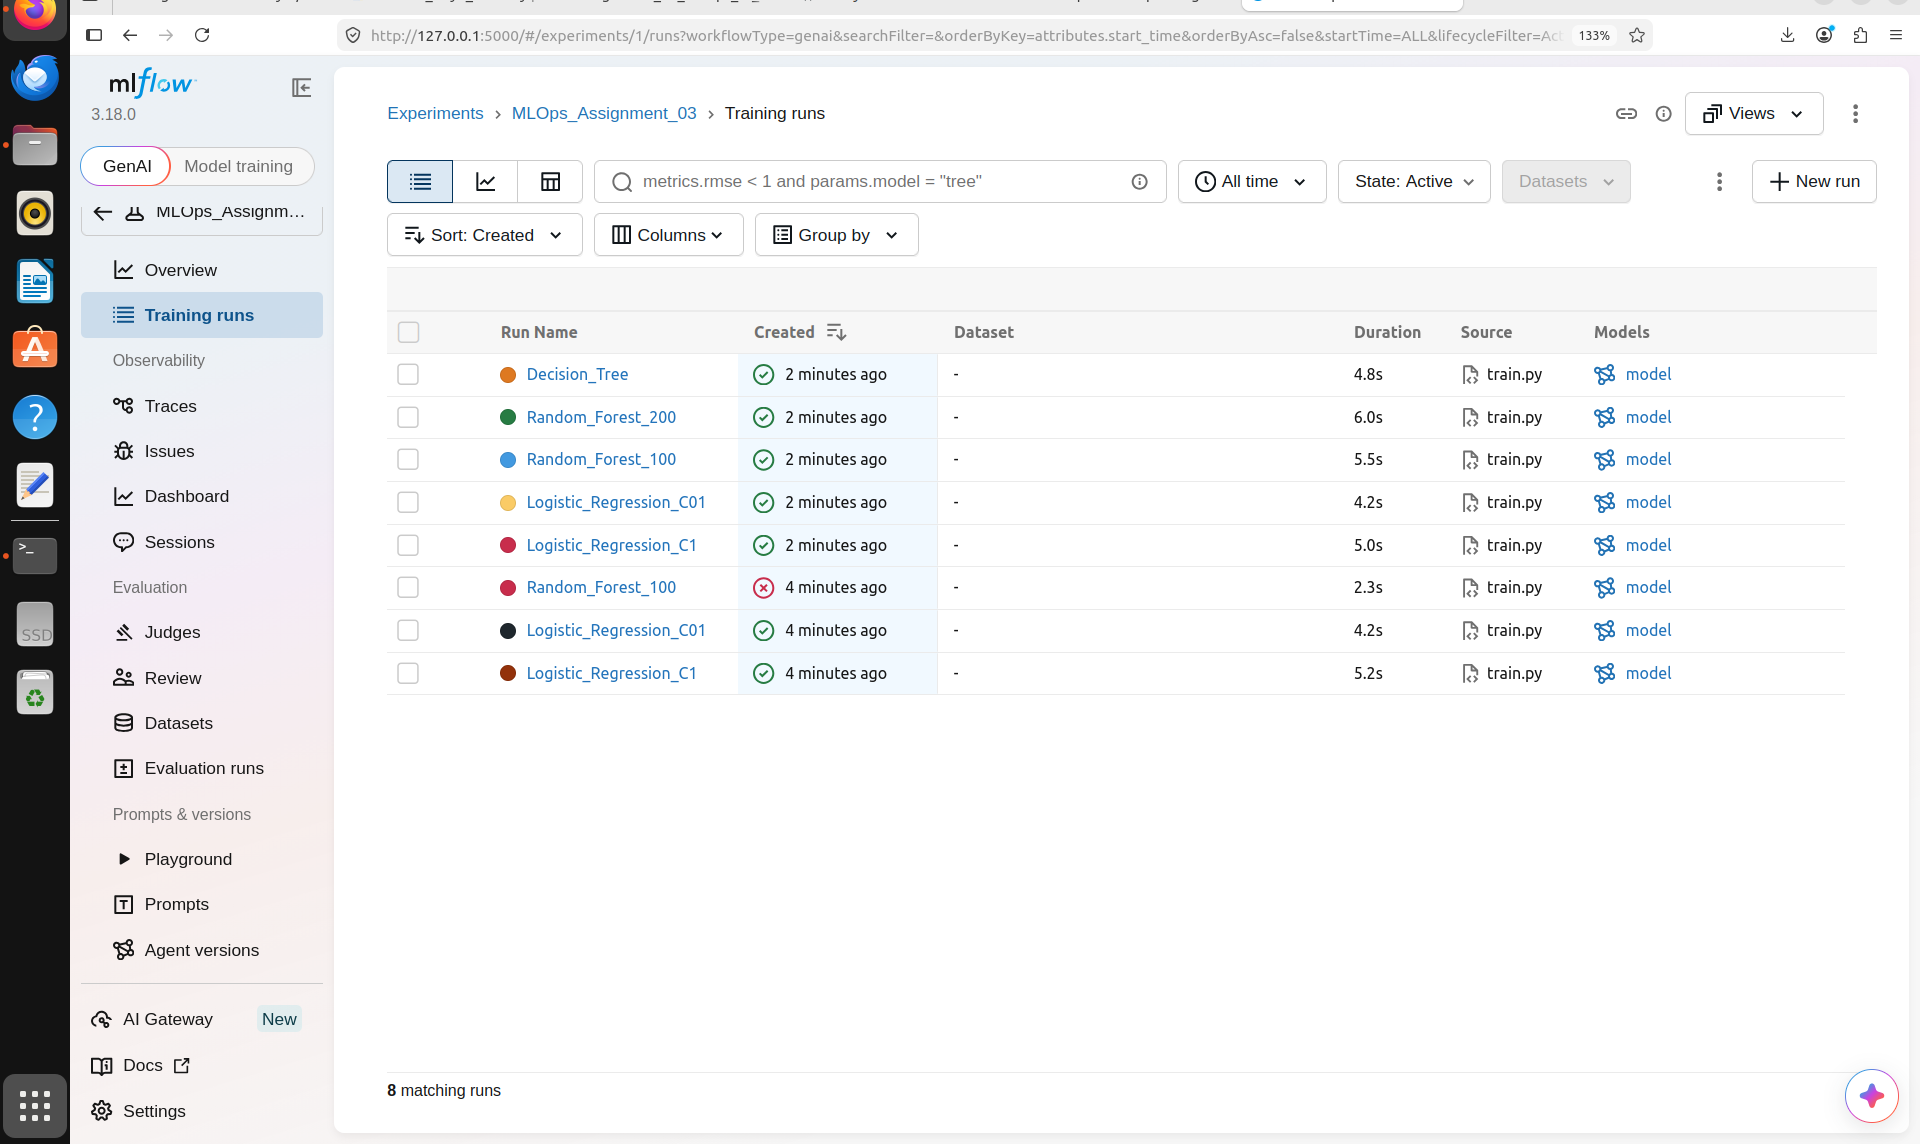 http://127.0.0.1:5000/#/experiments/1/runs?workflowType=genai&searchFilter=&orderByKey=attributes.start_time&orderByAsc=false&startTime=ALL&lifecycleFilter=Act
133%
mlflow
3.18.0
GenAI Model training
MLOps_Assignm...
Overview
Training runs
Observability
Traces
Issues
Dashboard
Sessions
Evaluation
Judges
Review
Datasets
Evaluation runs
Prompts & versions
Playground
Prompts
Agent versions
AI Gateway New
Docs
Settings
SSD
Experiments > MLOps_Assignment_03 > Training runs
Views
metrics.rmse < 1 and params.model = "tree"
All time
State: Active
Datasets
New run
Sort: Created
Columns
Group by
Run Name Created Dataset Duration Source Models
Decision_Tree 2 minutes ago - 4.8s train.py model
Random_Forest_200 2 minutes ago - 6.0s train.py model
Random_Forest_100 2 minutes ago - 5.5s train.py model
Logistic_Regression_C01 2 minutes ago - 4.2s train.py model
Logistic_Regression_C1 2 minutes ago - 5.0s train.py model
Random_Forest_100 4 minutes ago - 2.3s train.py model
Logistic_Regression_C01 4 minutes ago - 4.2s train.py model
Logistic_Regression_C1 4 minutes ago - 5.2s train.py model
8 matching runs